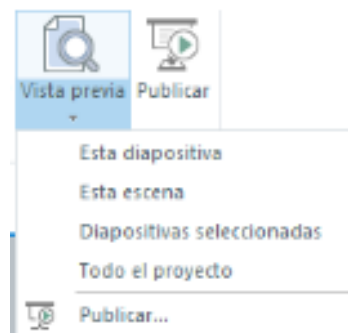 Vista previa Publicar
Esta diapositiva
Esta escena
Diapositivas seleccionadas
Todo el proyecto
Publicar...